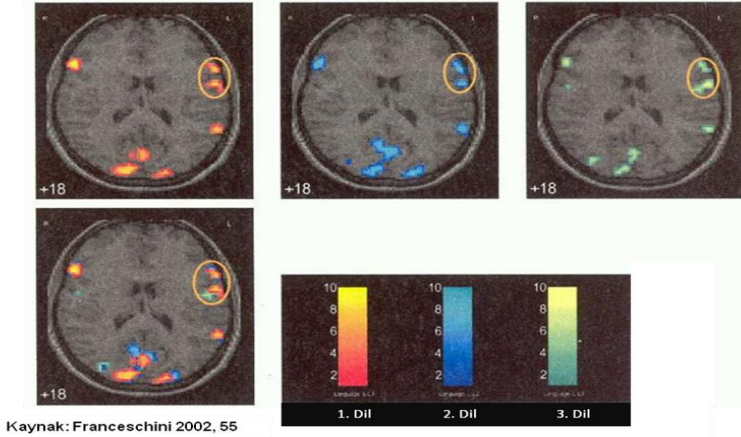 R L
R L
R L
+18
+18
+18
R L
+18
10 10 10
8 8 8
6 6 6
4 4 4
2 2 2
1. Dil 2. Dil 3. Dil
Kaynak: Franceschini 2002, 55